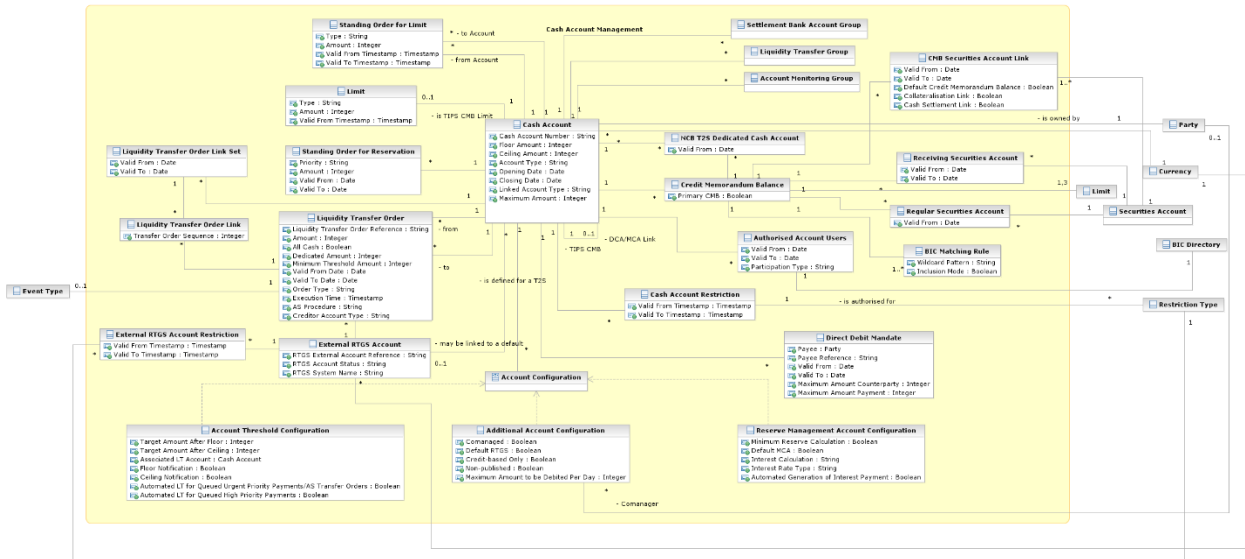 Cash Account Management
Standing Order for Limit
Type : String
Amount : Integer
Valid From Timestamp : Timestamp
Valid To Timestamp : Timestamp
* - to Account
*
- from Account
Settlement Bank Account Group
*
Liquidity Transfer Group
*
Account Monitoring Group
*
CMB Securities Account Link
Valid From : Date
Valid To : Date
Default Credit Memorandum Balance : Boolean
Collateralisation Link : Boolean
Cash Settlement Link : Boolean
1..*
Limit
Type : String
Amount : Integer
Valid From Timestamp : Timestamp
0..1
- is TIPS CMB Limit
Cash Account
Cash Account Number : String
Floor Amount : Integer
Ceiling Amount : Integer
Account Type : String
Opening Date : Date
Closing Date : Date
Linked Account Type : String
Maximum Amount : Integer
- is owned by
1
Party
0..1
NCB T2S Dedicated Cash Account
Valid From : Date
Liquidity Transfer Order Link Set
Valid From : Date
Valid To : Date
Standing Order for Reservation
Priority : String
Amount : Integer
Valid From : Date
Valid To : Date
Receiving Securities Account
Valid From : Date
Valid To : Date
Currency
Credit Memorandum Balance
Primary CMB : Boolean
1,3
Limit
Securities Account
Regular Securities Account
Valid From : Date
Liquidity Transfer Order Link
Transfer Order Sequence : Integer
Liquidity Transfer Order
Liquidity Transfer Order Reference : String
Amount : Integer
All Cash : Boolean
Dedicated Amount : Integer
Minimum Threshold Amount : Integer
Valid From Date : Date
Valid To Date : Date
Order Type : String
Execution Time : Timestamp
AS Procedure : String
Creditor Account Type : String
- from
- to
1 0..1
- DCA/MCA Link
- TIPS CMB
Authorised Account Users
Valid From : Date
Valid To : Date
Participation Type : String
BIC Matching Rule
Wildcard Pattern : String
Inclusion Mode : Boolean
1..*
BIC Directory
- is defined for a T2S
Event Type
0..1
Cash Account Restriction
Valid From Timestamp : Timestamp
Valid To Timestamp : Timestamp
- is authorised for
Restriction Type
External RTGS Account Restriction
Valid From Timestamp : Timestamp
Valid To Timestamp : Timestamp
External RTGS Account
RTGS External Account Reference : String
RTGS Account Status : String
RTGS System Name : String
- may be linked to a default
0..1
Direct Debit Mandate
Payee : Party
Payee Reference : String
Valid From : Date
Valid To : Date
Maximum Amount Counterparty : Integer
Maximum Amount Payment : Integer
Account Configuration
Account Threshold Configuration
Target Amount After Floor : Integer
Target Amount After Ceiling : Integer
Associated LT Account : Cash Account
Floor Notification : Boolean
Ceiling Notification : Boolean
Automated LT for Queued Urgent Priority Payments/AS Transfer Orders : Boolean
Automated LT for Queued High Priority Payments : Boolean
Additional Account Configuration
Comanaged : Boolean
Default RTGS : Boolean
Credit-based Only : Boolean
Non-published : Boolean
Maximum Amount to be Debited Per Day : Integer
*
- Comanager
Reserve Management Account Configuration
Minimum Reserve Calculation : Boolean
Default MCA : Boolean
Interest Calculation : String
Interest Rate Type : String
Automated Generation of Interest Payment : Boolean